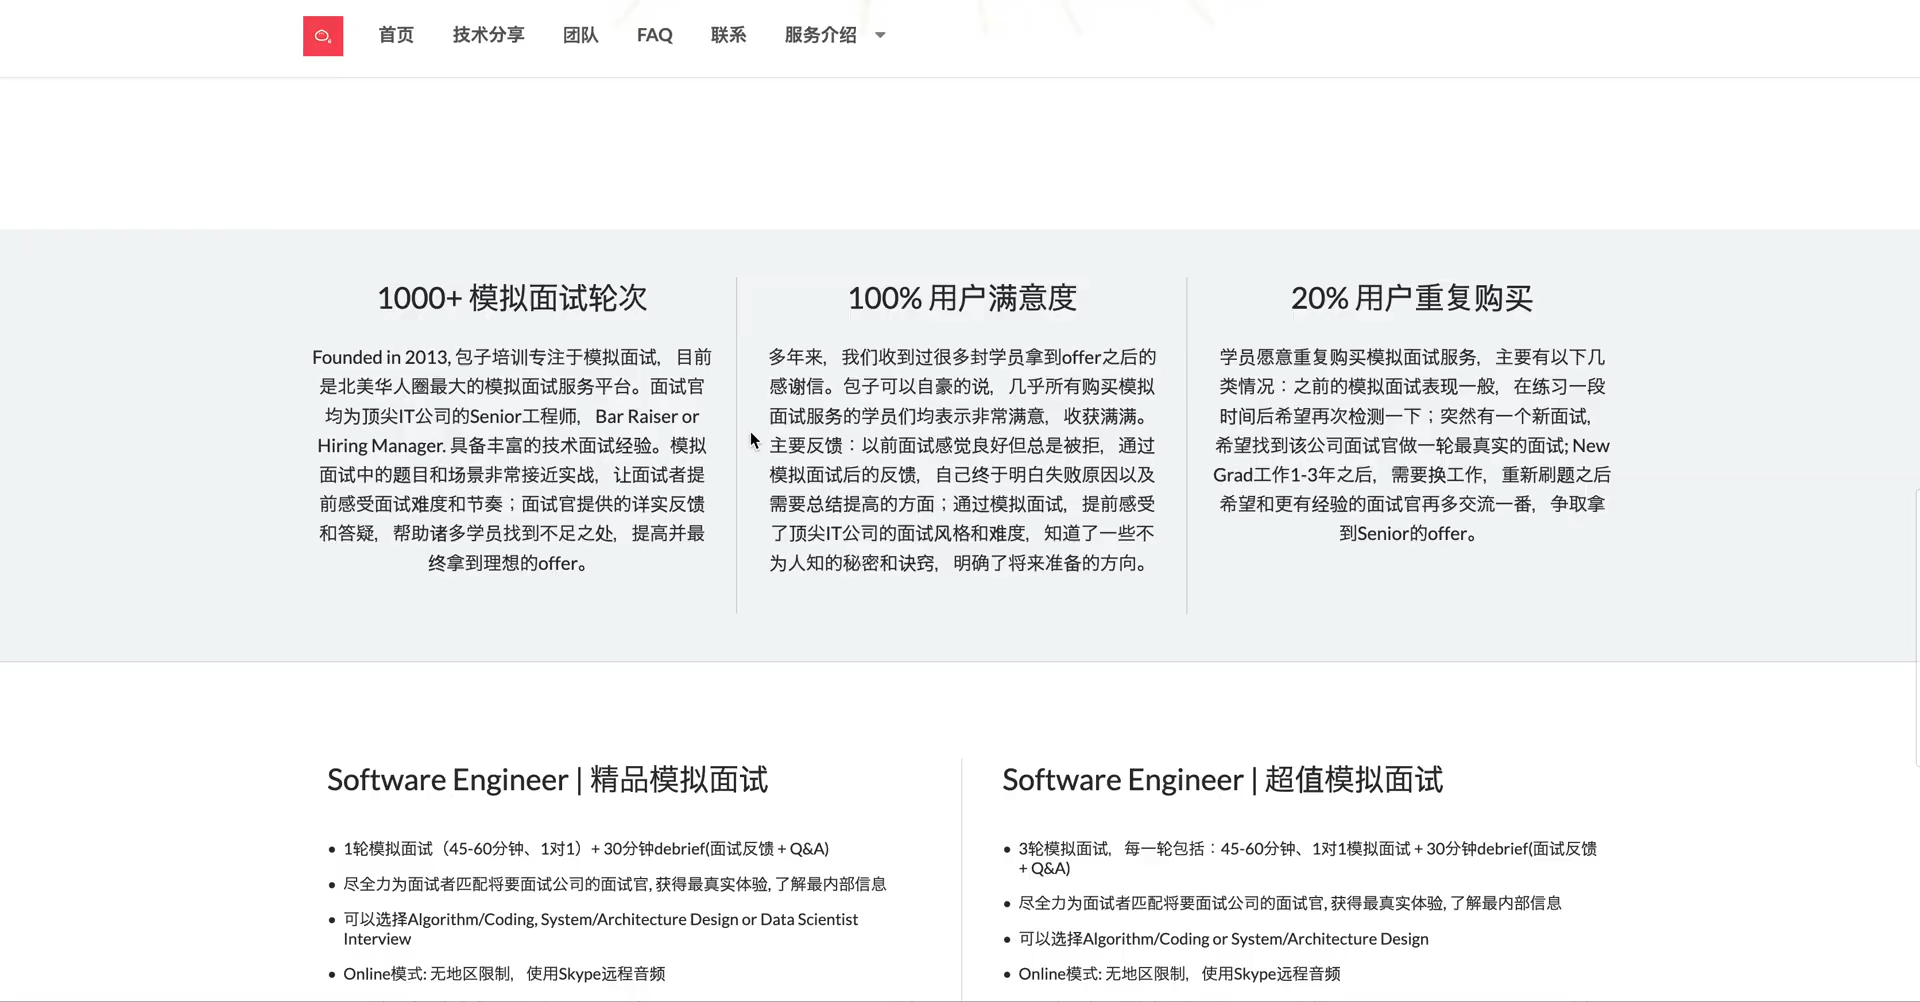 首页 技术分享 团队 FAQ 联系 服务介绍
1000+ 模拟面试轮次
Founded in 2013, 包子培训专注于模拟面试，目前
是北美华人圈最大的模拟面试服务平台。面试官
均为顶尖IT公司的Senior工程师，Bar Raiser or
Hiring Manager. 具备丰富的技术面试经验。模拟
面试中的题目和场景非常接近实战，让面试者提
前感受面试难度和节奏；面试官提供的详实反馈
和答疑，帮助诸多学员找到不足之处，提高并最
终拿到理想的offer。
100% 用户满意度
多年来，我们收到过很多封学员拿到offer之后的
感谢信。包子可以自豪的说，几乎所有购买模拟
面试服务的学员们均表示非常满意，收获满满。
主要反馈：以前面试感觉良好但总是被拒，通过
模拟面试后的反馈，自己终于明白失败原因以及
需要总结提高的方面；通过模拟面试，提前感受
了顶尖IT公司的面试风格和难度，知道了一些不
为人知的秘密和诀窍，明确了将来准备的方向。
20% 用户重复购买
学员愿意重复购买模拟面试服务，主要有以下几
类情况：之前的模拟面试表现一般，在练习一段
时间后希望再次检测一下；突然有一个新面试，
希望找到该公司面试官做一轮最真实的面试; New
Grad工作1-3年之后，需要换工作，重新刷题之后
希望和更有经验的面试官再多交流一番，争取拿
到Senior的offer。
Software Engineer | 精品模拟面试
1轮模拟面试（45-60分钟、1对1）+ 30分钟debrief(面试反馈 + Q&A)
尽全力为面试者匹配将要面试公司的面试官, 获得最真实体验, 了解最内部信息
可以选择Algorithm/Coding, System/Architecture Design or Data Scientist
Interview
Online模式: 无地区限制，使用Skype远程音频
Software Engineer | 超值模拟面试
3轮模拟面试，每一轮包括：45-60分钟、1对1模拟面试 + 30分钟debrief(面试反馈
+ Q&A)
尽全力为面试者匹配将要面试公司的面试官, 获得最真实体验, 了解最内部信息
可以选择Algorithm/Coding or System/Architecture Design
Online模式: 无地区限制，使用Skype远程音频